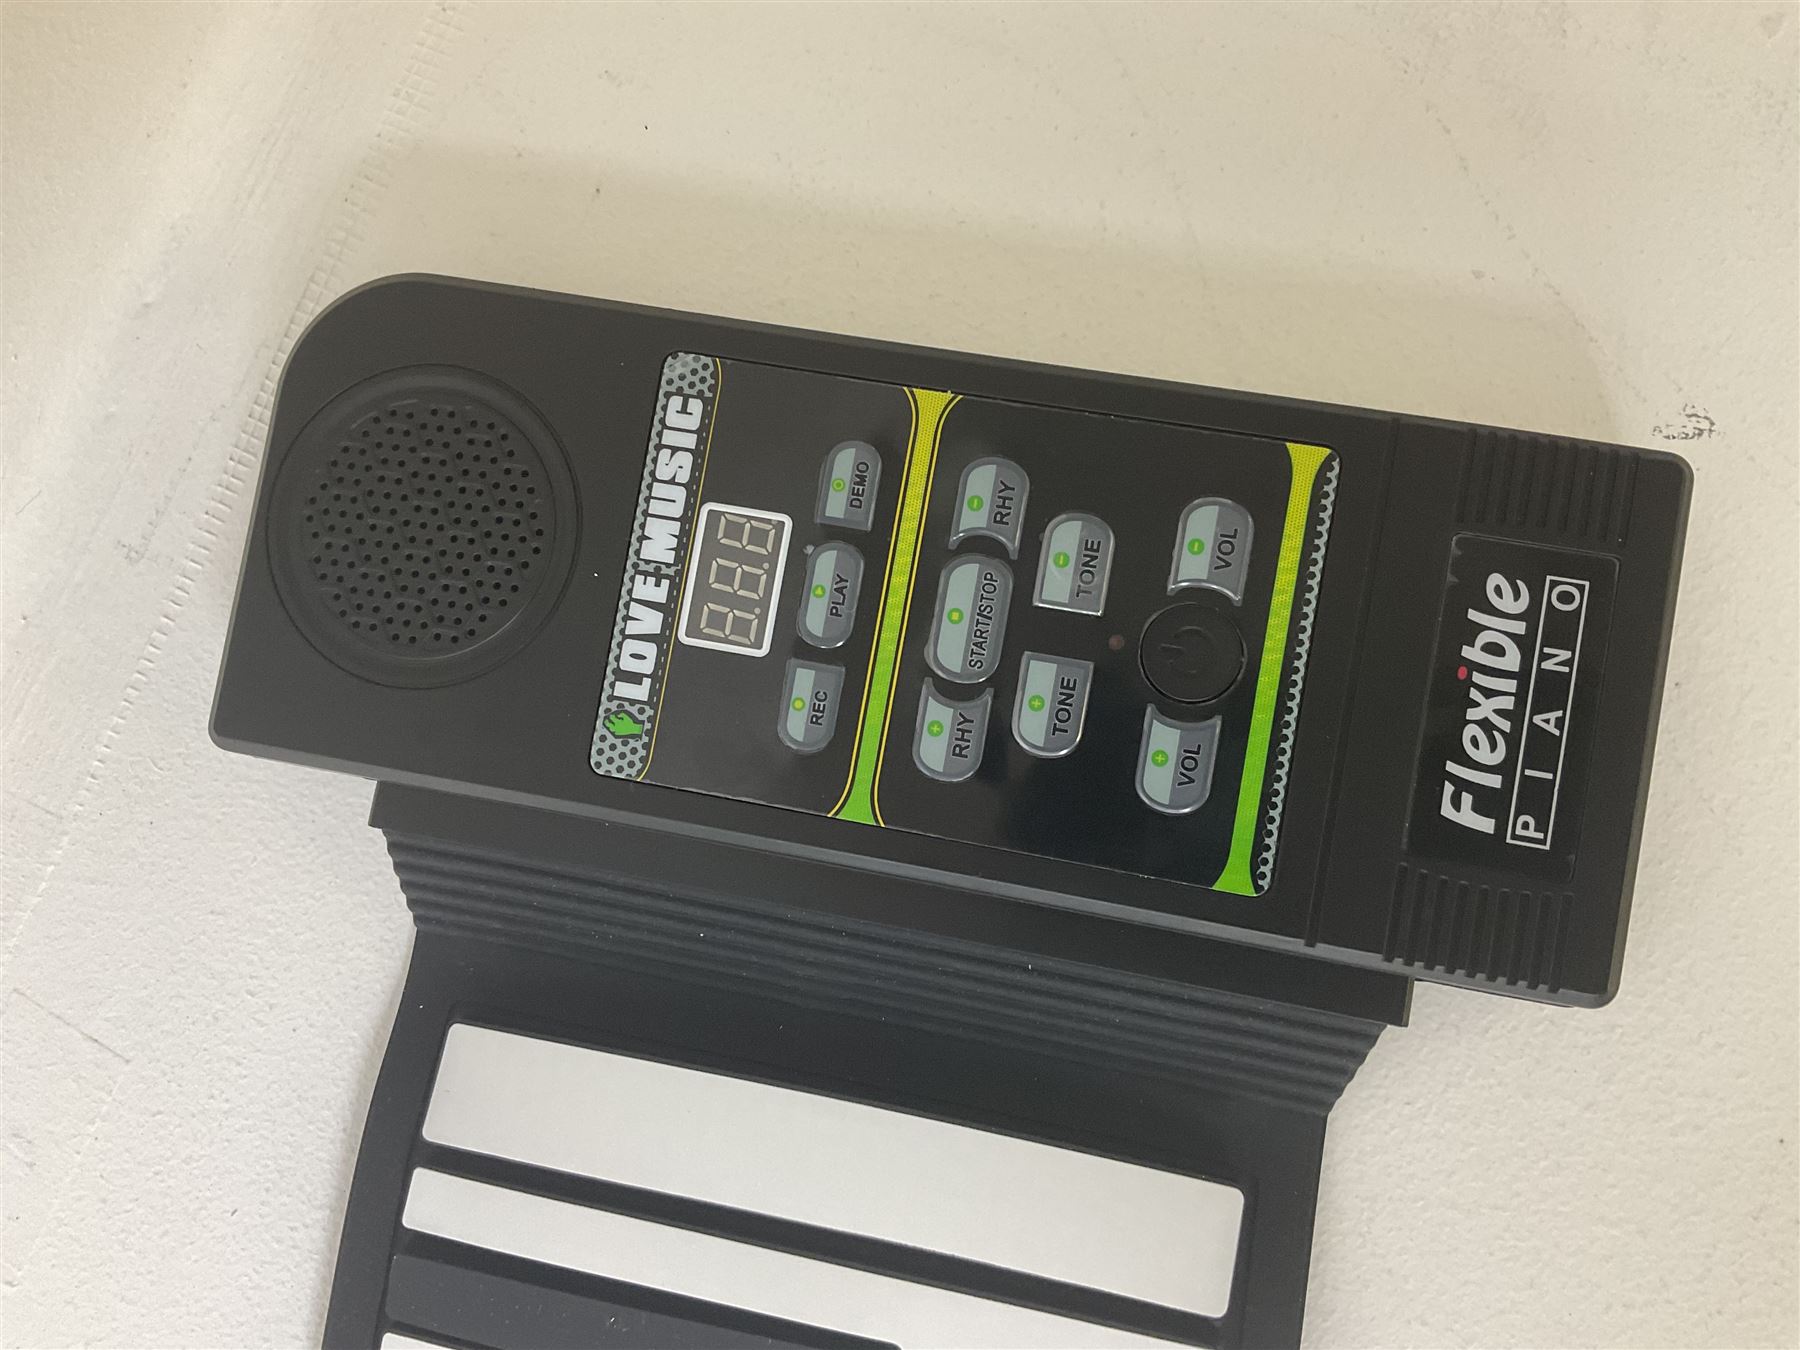 LOVE MUSIC
8.8.8.
REC PLAY DEMO
RHY START/STOP RHY
TONE TONE
VOL VOL
Flexible
PIANO